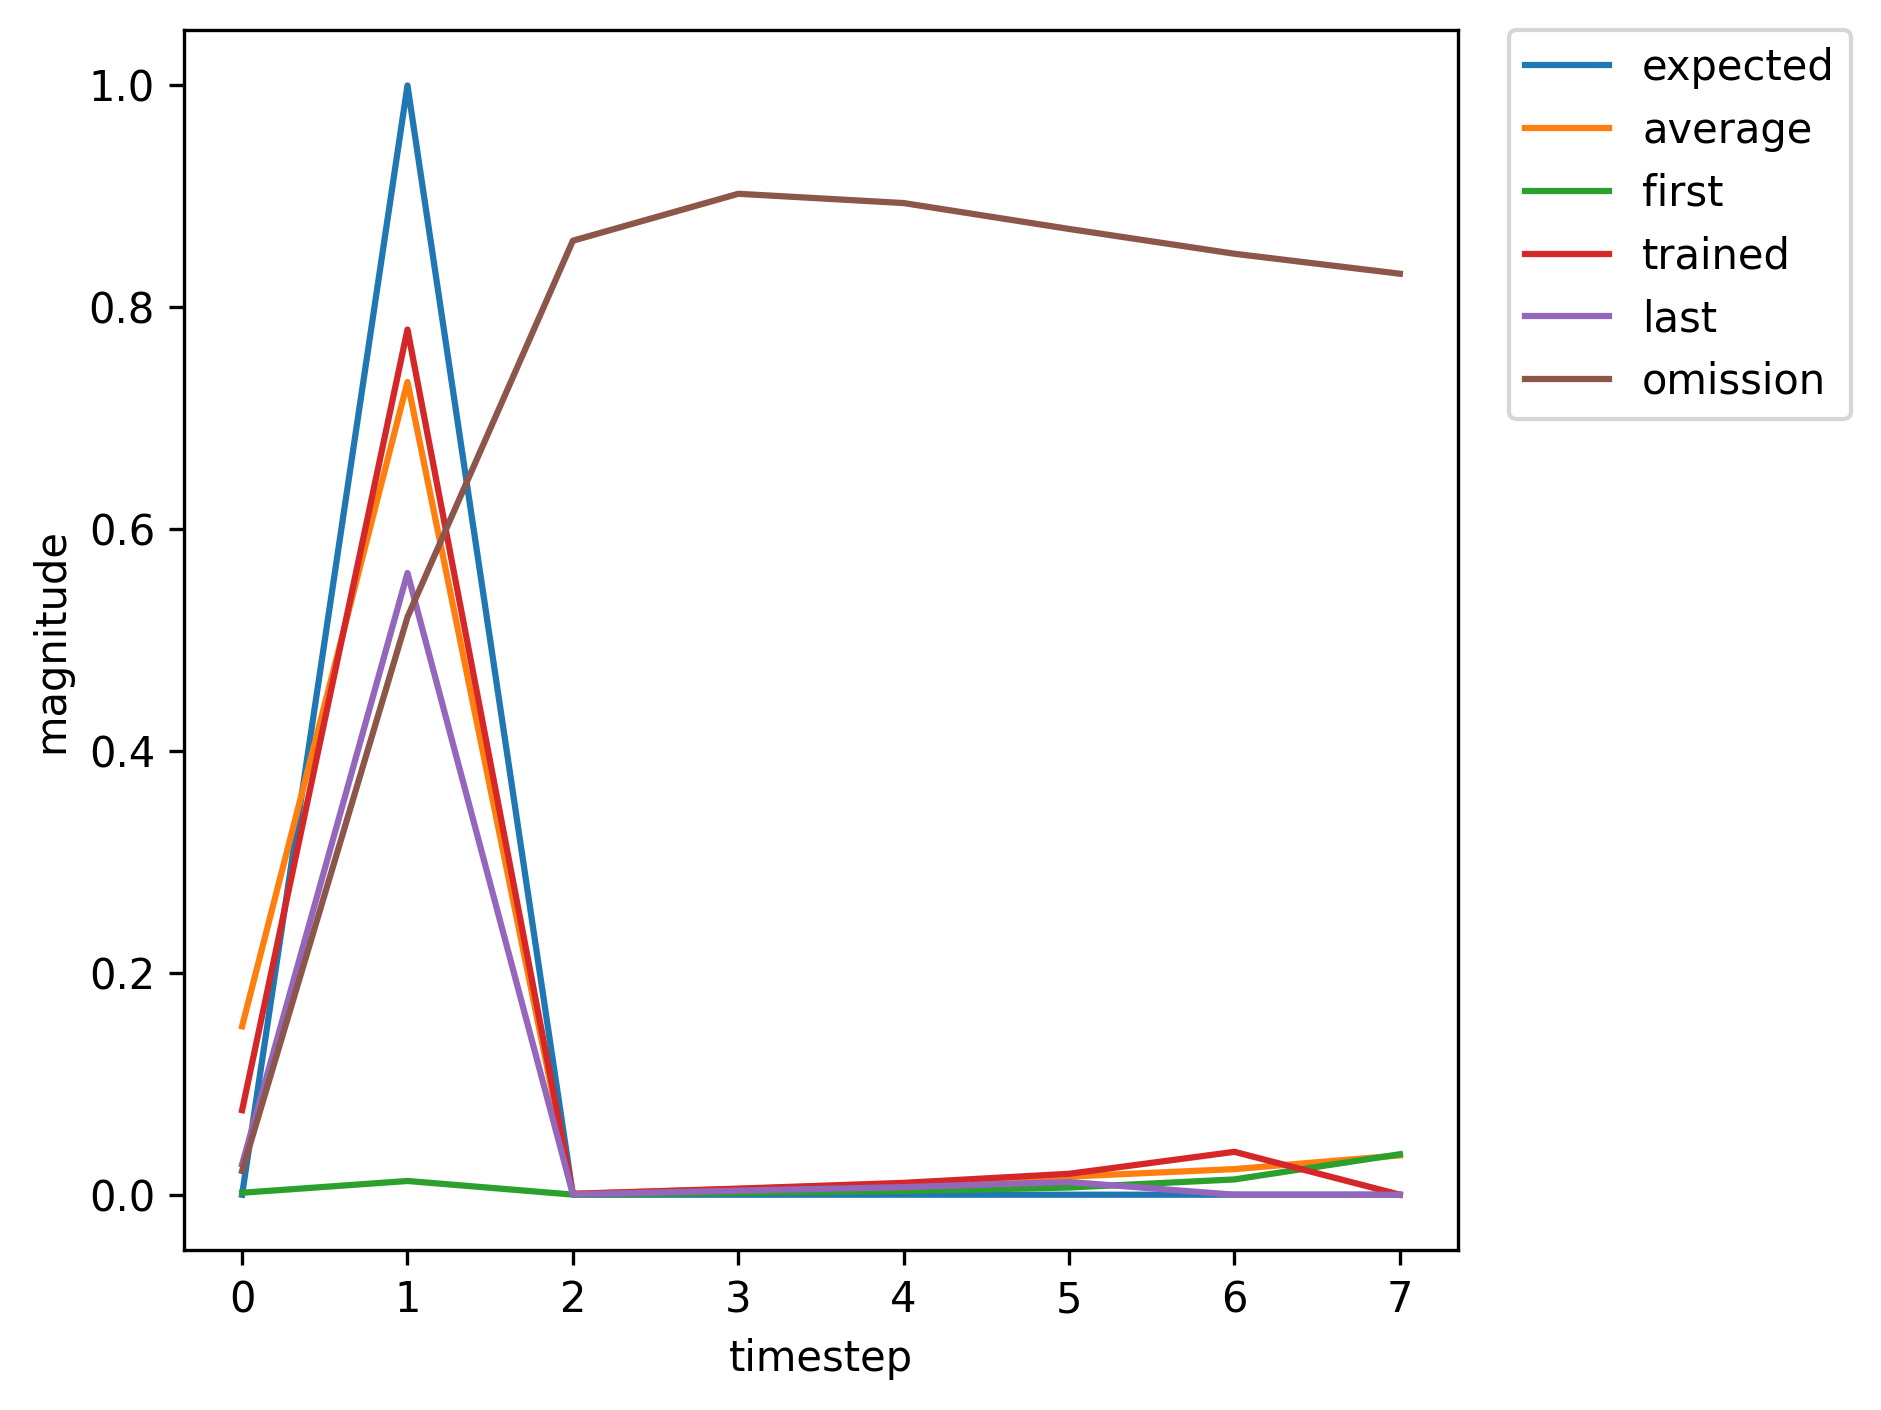 expected
average
first
trained
last
omission
1.0
0.8
0.6
0.4
0.2
0.0
magnitude
0 1 2 3 4 5 6 7
timestep